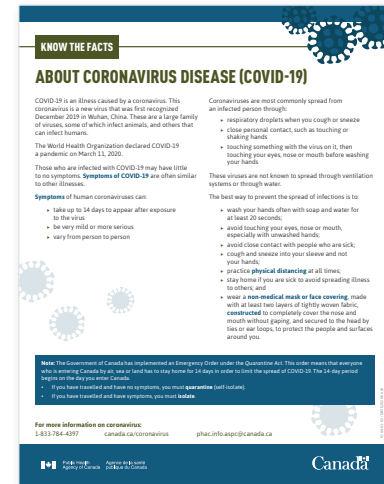 KNOW THE FACTS
ABOUT CORONAVIRUS DISEASE (COVID-19)
COVID-19 is an illness caused by a coronavirus. This
coronavirus is a new virus that was first recognized
December 2019 in Wuhan, China. These are a large family
of viruses, some of which infect animals, and others that
can infect humans.
The World Health Organization declared COVID-19
a pandemic on March 11, 2020.
Those who are infected with COVID-19 may have little
to no symptoms. Symptoms of COVID-19 are often similar
to other illnesses.
Symptoms of human coronaviruses can:
▸ take up to 14 days to appear after exposure
to the virus
▸ be very mild or more serious
▸ vary from person to person
Coronaviruses are most commonly spread from
an infected person through:
▸ respiratory droplets when you cough or sneeze
▸ close personal contact, such as touching or
shaking hands
▸ touching something with the virus on it, then
touching your eyes, nose or mouth before washing
your hands
These viruses are not known to spread through ventilation
systems or through water.
The best way to prevent the spread of infections is to:
▸ wash your hands often with soap and water for
at least 20 seconds;
▸ avoid touching your eyes, nose or mouth,
especially with unwashed hands;
▸ avoid close contact with people who are sick;
▸ cough and sneeze into your sleeve and not
your hands;
▸ practice physical distancing at all times;
▸ stay home if you are sick to avoid spreading illness
to others; and
▸ wear a non-medical mask or face covering, made
with at least two layers of tightly woven fabric,
constructed to completely cover the nose and
mouth without gaping, and secured to the head by
ties or ear loops, to protect the people and surfaces
around you.
Note: The Government of Canada has implemented an Emergency Order under the Quarantine Act. This order means that everyone
who is entering Canada by air, sea or land has to stay home for 14 days in order to limit the spread of COVID-19. The 14-day period
begins on the day you enter Canada.
• If you have travelled and have no symptoms, you must quarantine (self-isolate).
• If you have travelled and have symptoms, you must isolate.
For more information on coronavirus:
1-833-784-4397 canada.ca/coronavirus phac.info.aspc@canada.ca
Public Health Agence de la santé
Agency of Canada publique du Canada
Canada